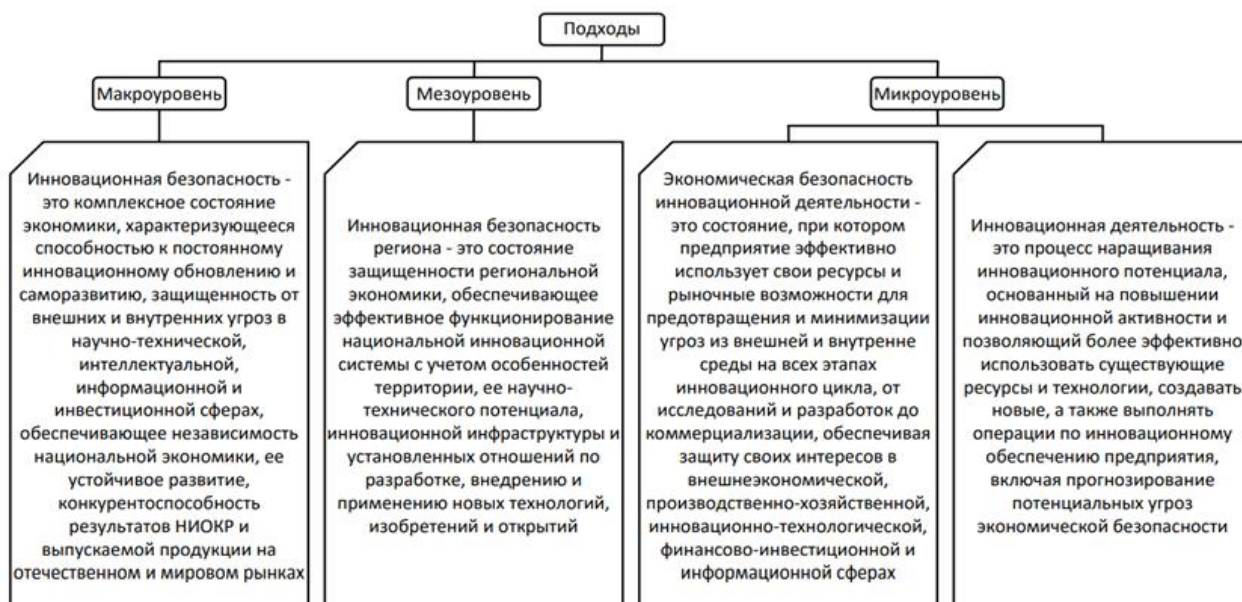 Подходы
Макроуровень
Мезоуровень
Микроуровень
Инновационная безопасность -
это комплексное состояние
экономики, характеризующееся
способностью к постоянному
инновационному обновлению и
саморазвитию, защищенность от
внешних и внутренних угроз в
научно-технической,
интеллектуальной,
информационной и
инвестиционной сферах,
обеспечивающее независимость
национальной экономики, ее
устойчивое развитие,
конкурентоспособность
результатов НИОКР и
выпускаемой продукции на
отечественном и мировом рынках
Инновационная безопасность
региона - это состояние
защищенности региональной
экономики, обеспечивающее
эффективное функционирование
национальной инновационной
системы с учетом особенностей
территории, ее научно-
технического потенциала,
инновационной инфраструктуры и
установленных отношений по
разработке, внедрению и
применению новых технологий,
изобретений и открытий
Экономическая безопасность
инновационной деятельности -
это состояние, при котором
предприятие эффективно
использует свои ресурсы и
рыночные возможности для
предотвращения и минимизации
угроз из внешней и внутренне
среды на всех этапах
инновационного цикла, от
исследований и разработок до
коммерциализации, обеспечивая
защиту своих интересов в
внешнеэкономической,
производственно-хозяйственной,
инновационно-технологической,
финансово-инвестиционной и
информационной сферах
Инновационная деятельность -
это процесс наращивания
инновационного потенциала,
основанный на повышении
инновационной активности и
позволяющий более эффективно
использовать существующие
ресурсы и технологии, создавать
новые, а также выполнять
операции по инновационному
обеспечению предприятия,
включая прогнозирование
потенциальных угроз
экономической безопасности